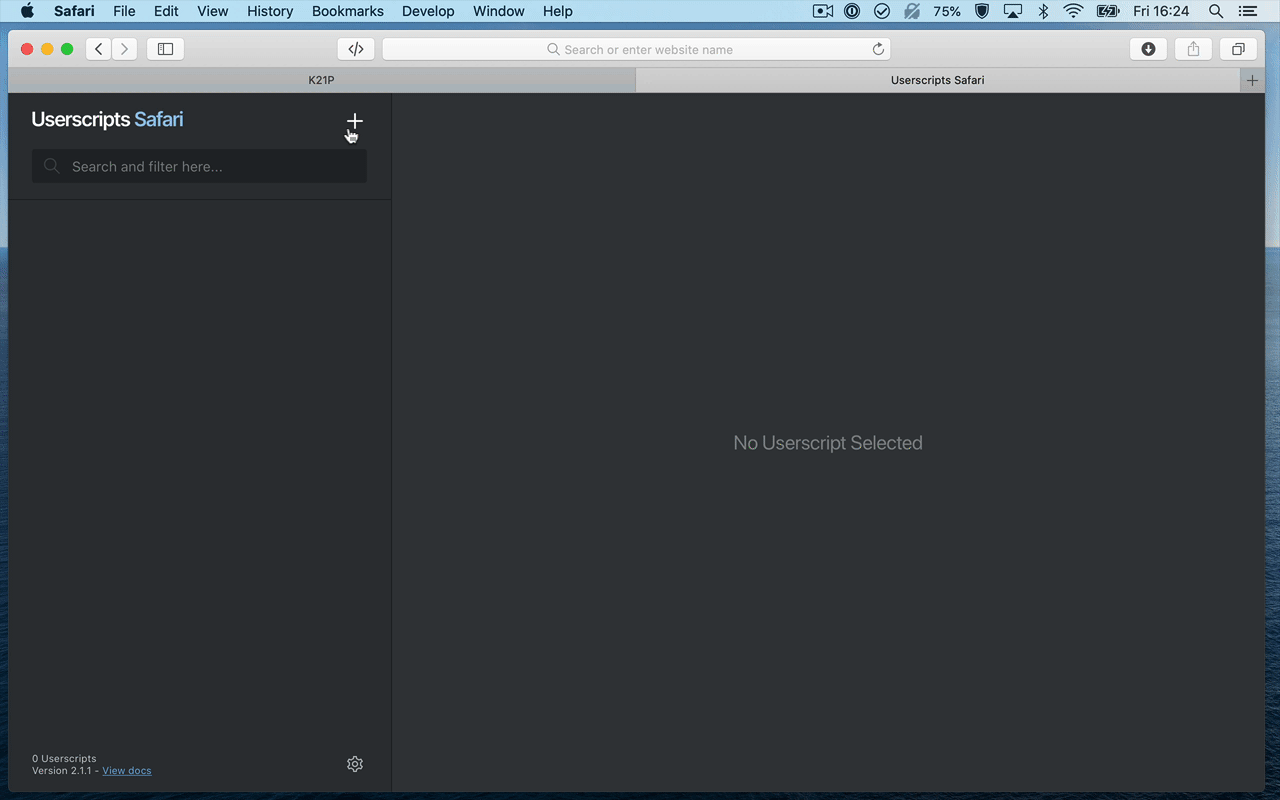 Safari File Edit View History Bookmarks Develop Window Help 75% Fri 16:24
Search or enter website name
K21P
Userscripts Safari
Userscripts Safari
Search and filter here...
No Userscript Selected
0 Userscripts
Version 2.1.1 - View docs